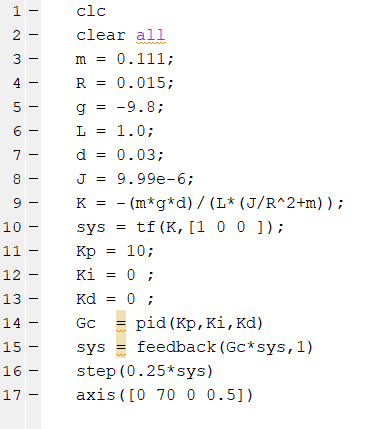 1 – clc
2 – clear all
3 – m = 0.111;
4 – R = 0.015;
5 – g = -9.8;
6 – L = 1.0;
7 – d = 0.03;
8 – J = 9.99e-6;
9 – K = -(m*g*d)/(L*(J/R^2+m));
10 – sys = tf(K,[1 0 0 ]);
11 – Kp = 10;
12 – Ki = 0 ;
13 – Kd = 0 ;
14 – Gc = pid(Kp,Ki,Kd)
15 – sys = feedback(Gc*sys,1)
16 – step(0.25*sys)
17 – axis([0 70 0 0.5])